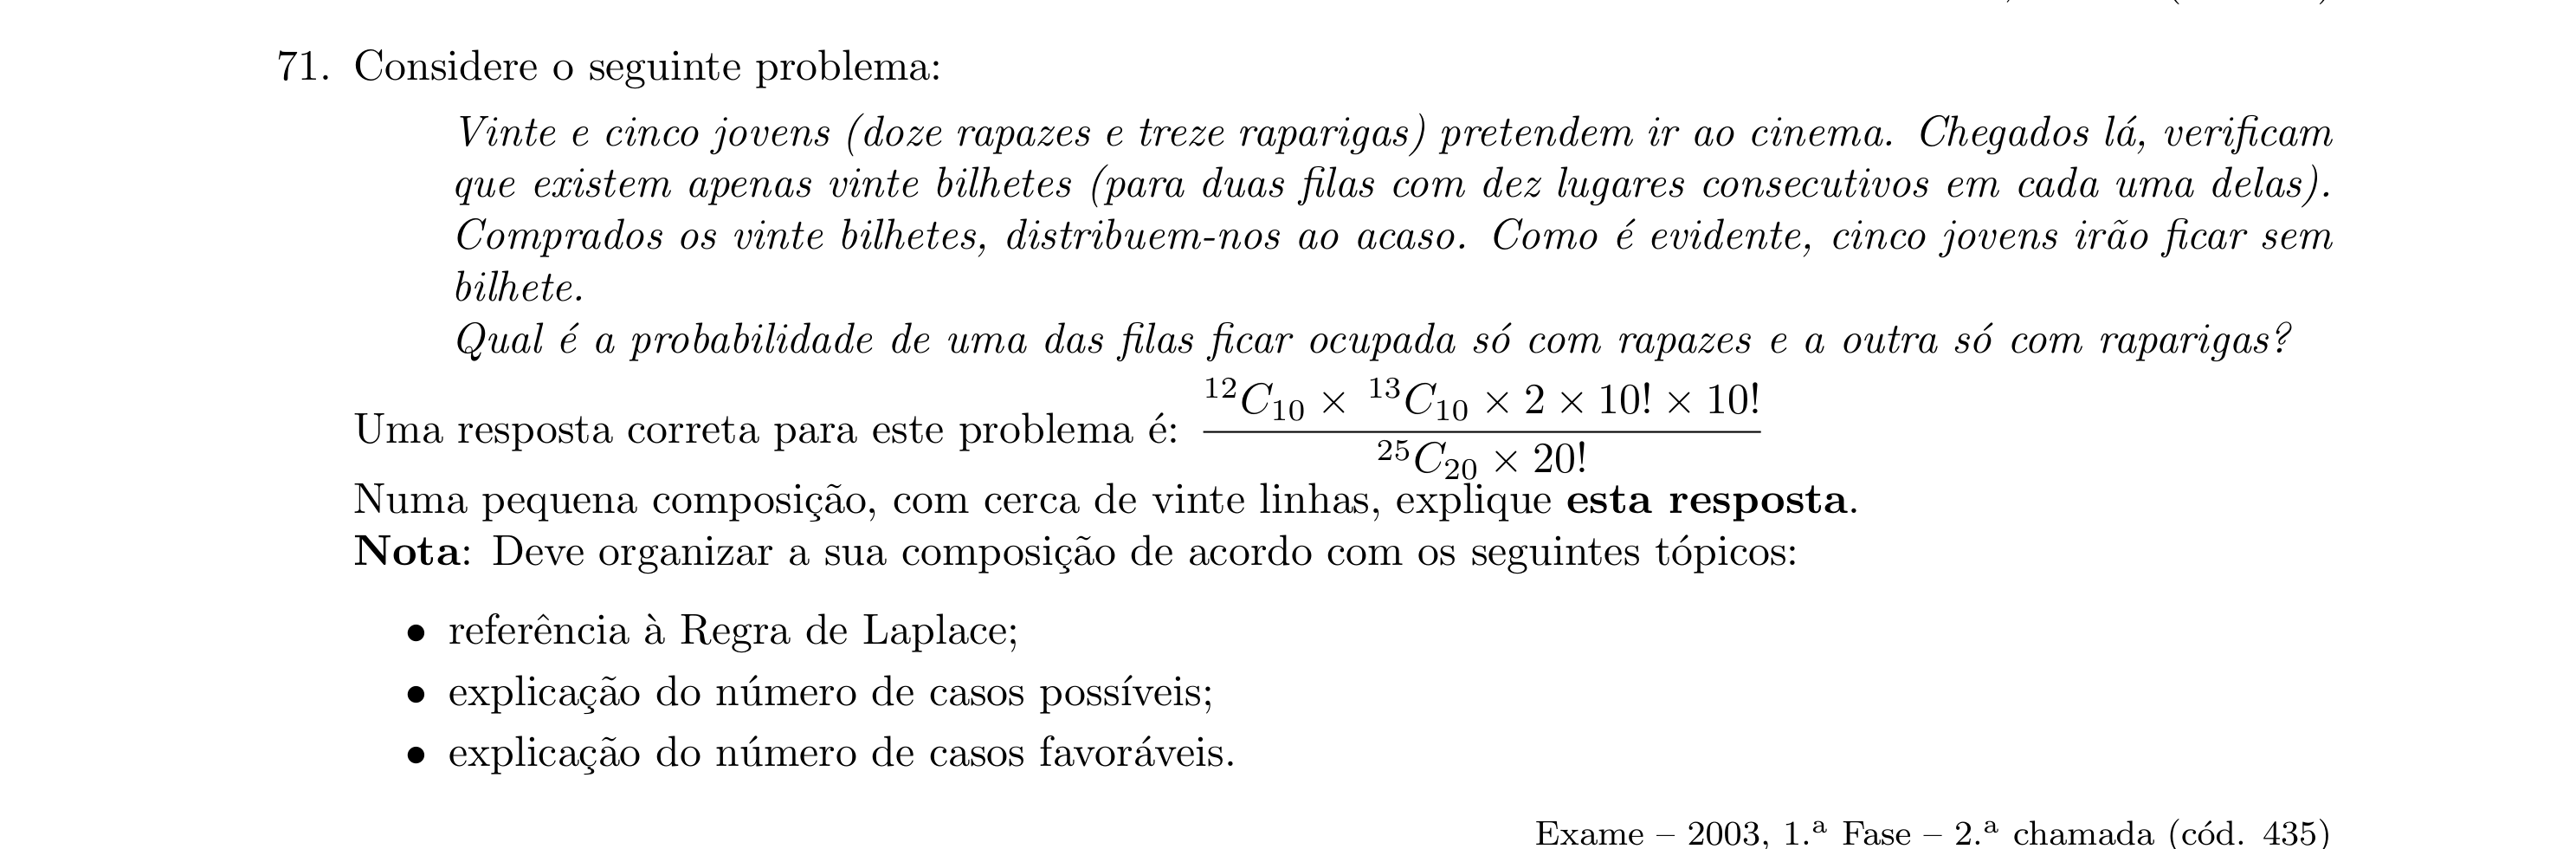 71. Considere o seguinte problema:
Vinte e cinco jovens (doze rapazes e treze raparigas) pretendem ir ao cinema. Chegados lá, verificam
que existem apenas vinte bilhetes (para duas filas com dez lugares consecutivos em cada uma delas).
Comprados os vinte bilhetes, distribuem-nos ao acaso. Como é evidente, cinco jovens irão ficar sem
bilhete.
Qual é a probabilidade de uma das filas ficar ocupada só com rapazes e a outra só com raparigas?
Uma resposta correta para este problema é: $\frac{^{12}C_{10} \times {}^{13}C_{10} \times 2 \times 10! \times 10!}{^{25}C_{20} \times 20!}$
Numa pequena composição, com cerca de vinte linhas, explique esta resposta.
Nota: Deve organizar a sua composição de acordo com os seguintes tópicos:
• referência à Regra de Laplace;
• explicação do número de casos possíveis;
• explicação do número de casos favoráveis.
Exame – 2003, 1.ª Fase – 2.ª chamada (cód. 435)